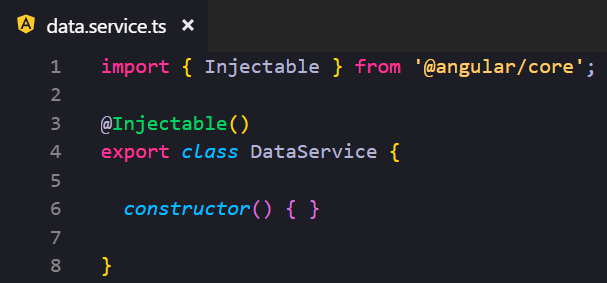 data.service.ts ×
1 import { Injectable } from '@angular/core';
2
3 @Injectable()
4 export class DataService {
5
6 constructor() { }
7
8 }